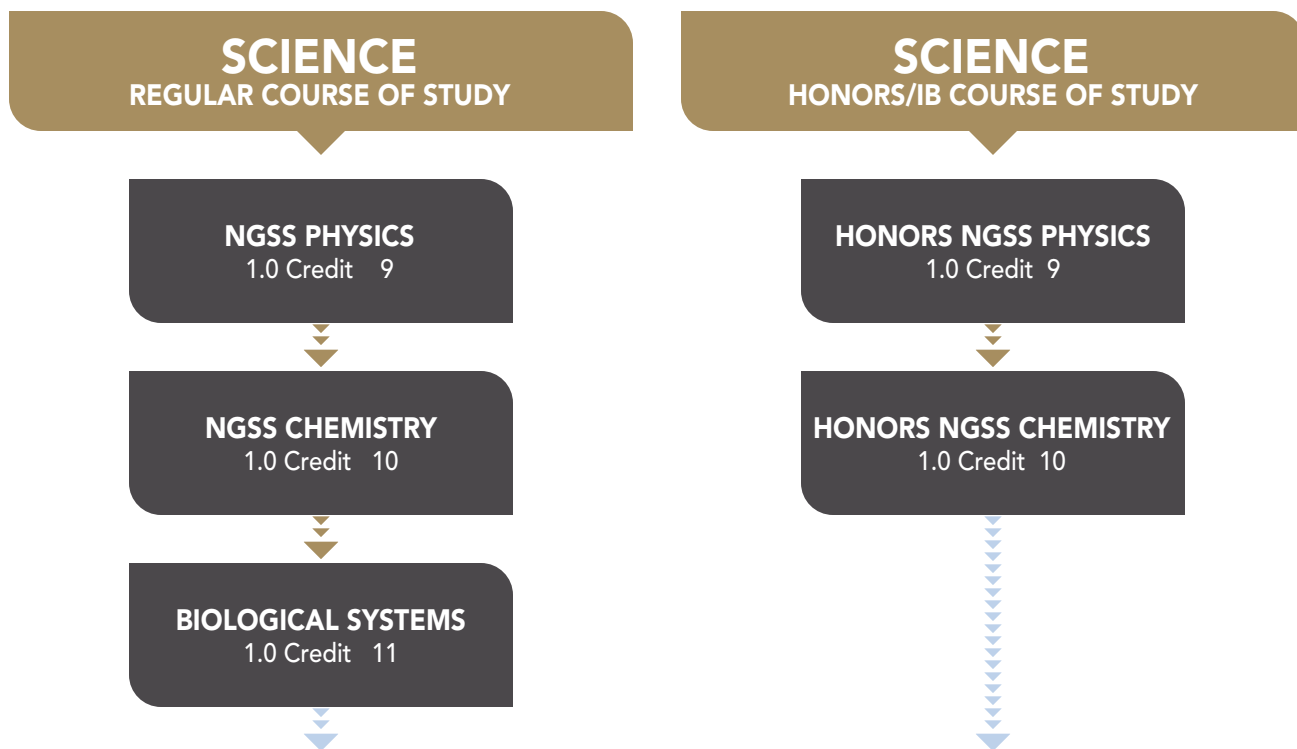 SCIENCE
REGULAR COURSE OF STUDY
NGSS PHYSICS
1.0 Credit 9
NGSS CHEMISTRY
1.0 Credit 10
BIOLOGICAL SYSTEMS
1.0 Credit 11
SCIENCE
HONORS/IB COURSE OF STUDY
HONORS NGSS PHYSICS
1.0 Credit 9
HONORS NGSS CHEMISTRY
1.0 Credit 10